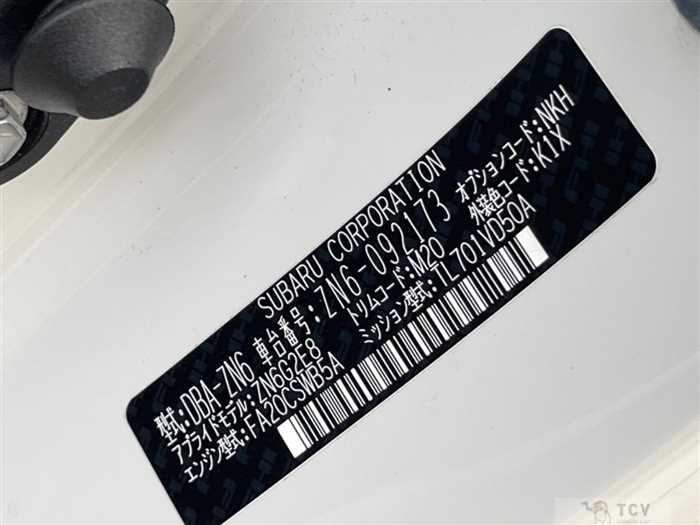 SUBARU CORPORATION
型式:DBA-ZN6 車台番号:ZN6-092173 オプションコード:NKH
アプライドモデル:ZN6G2E8 トリムコード:M20 外装色コード:K1X
エンジン型式:FA20CSWB5A ミッション型式:TL701VD50A
TCV